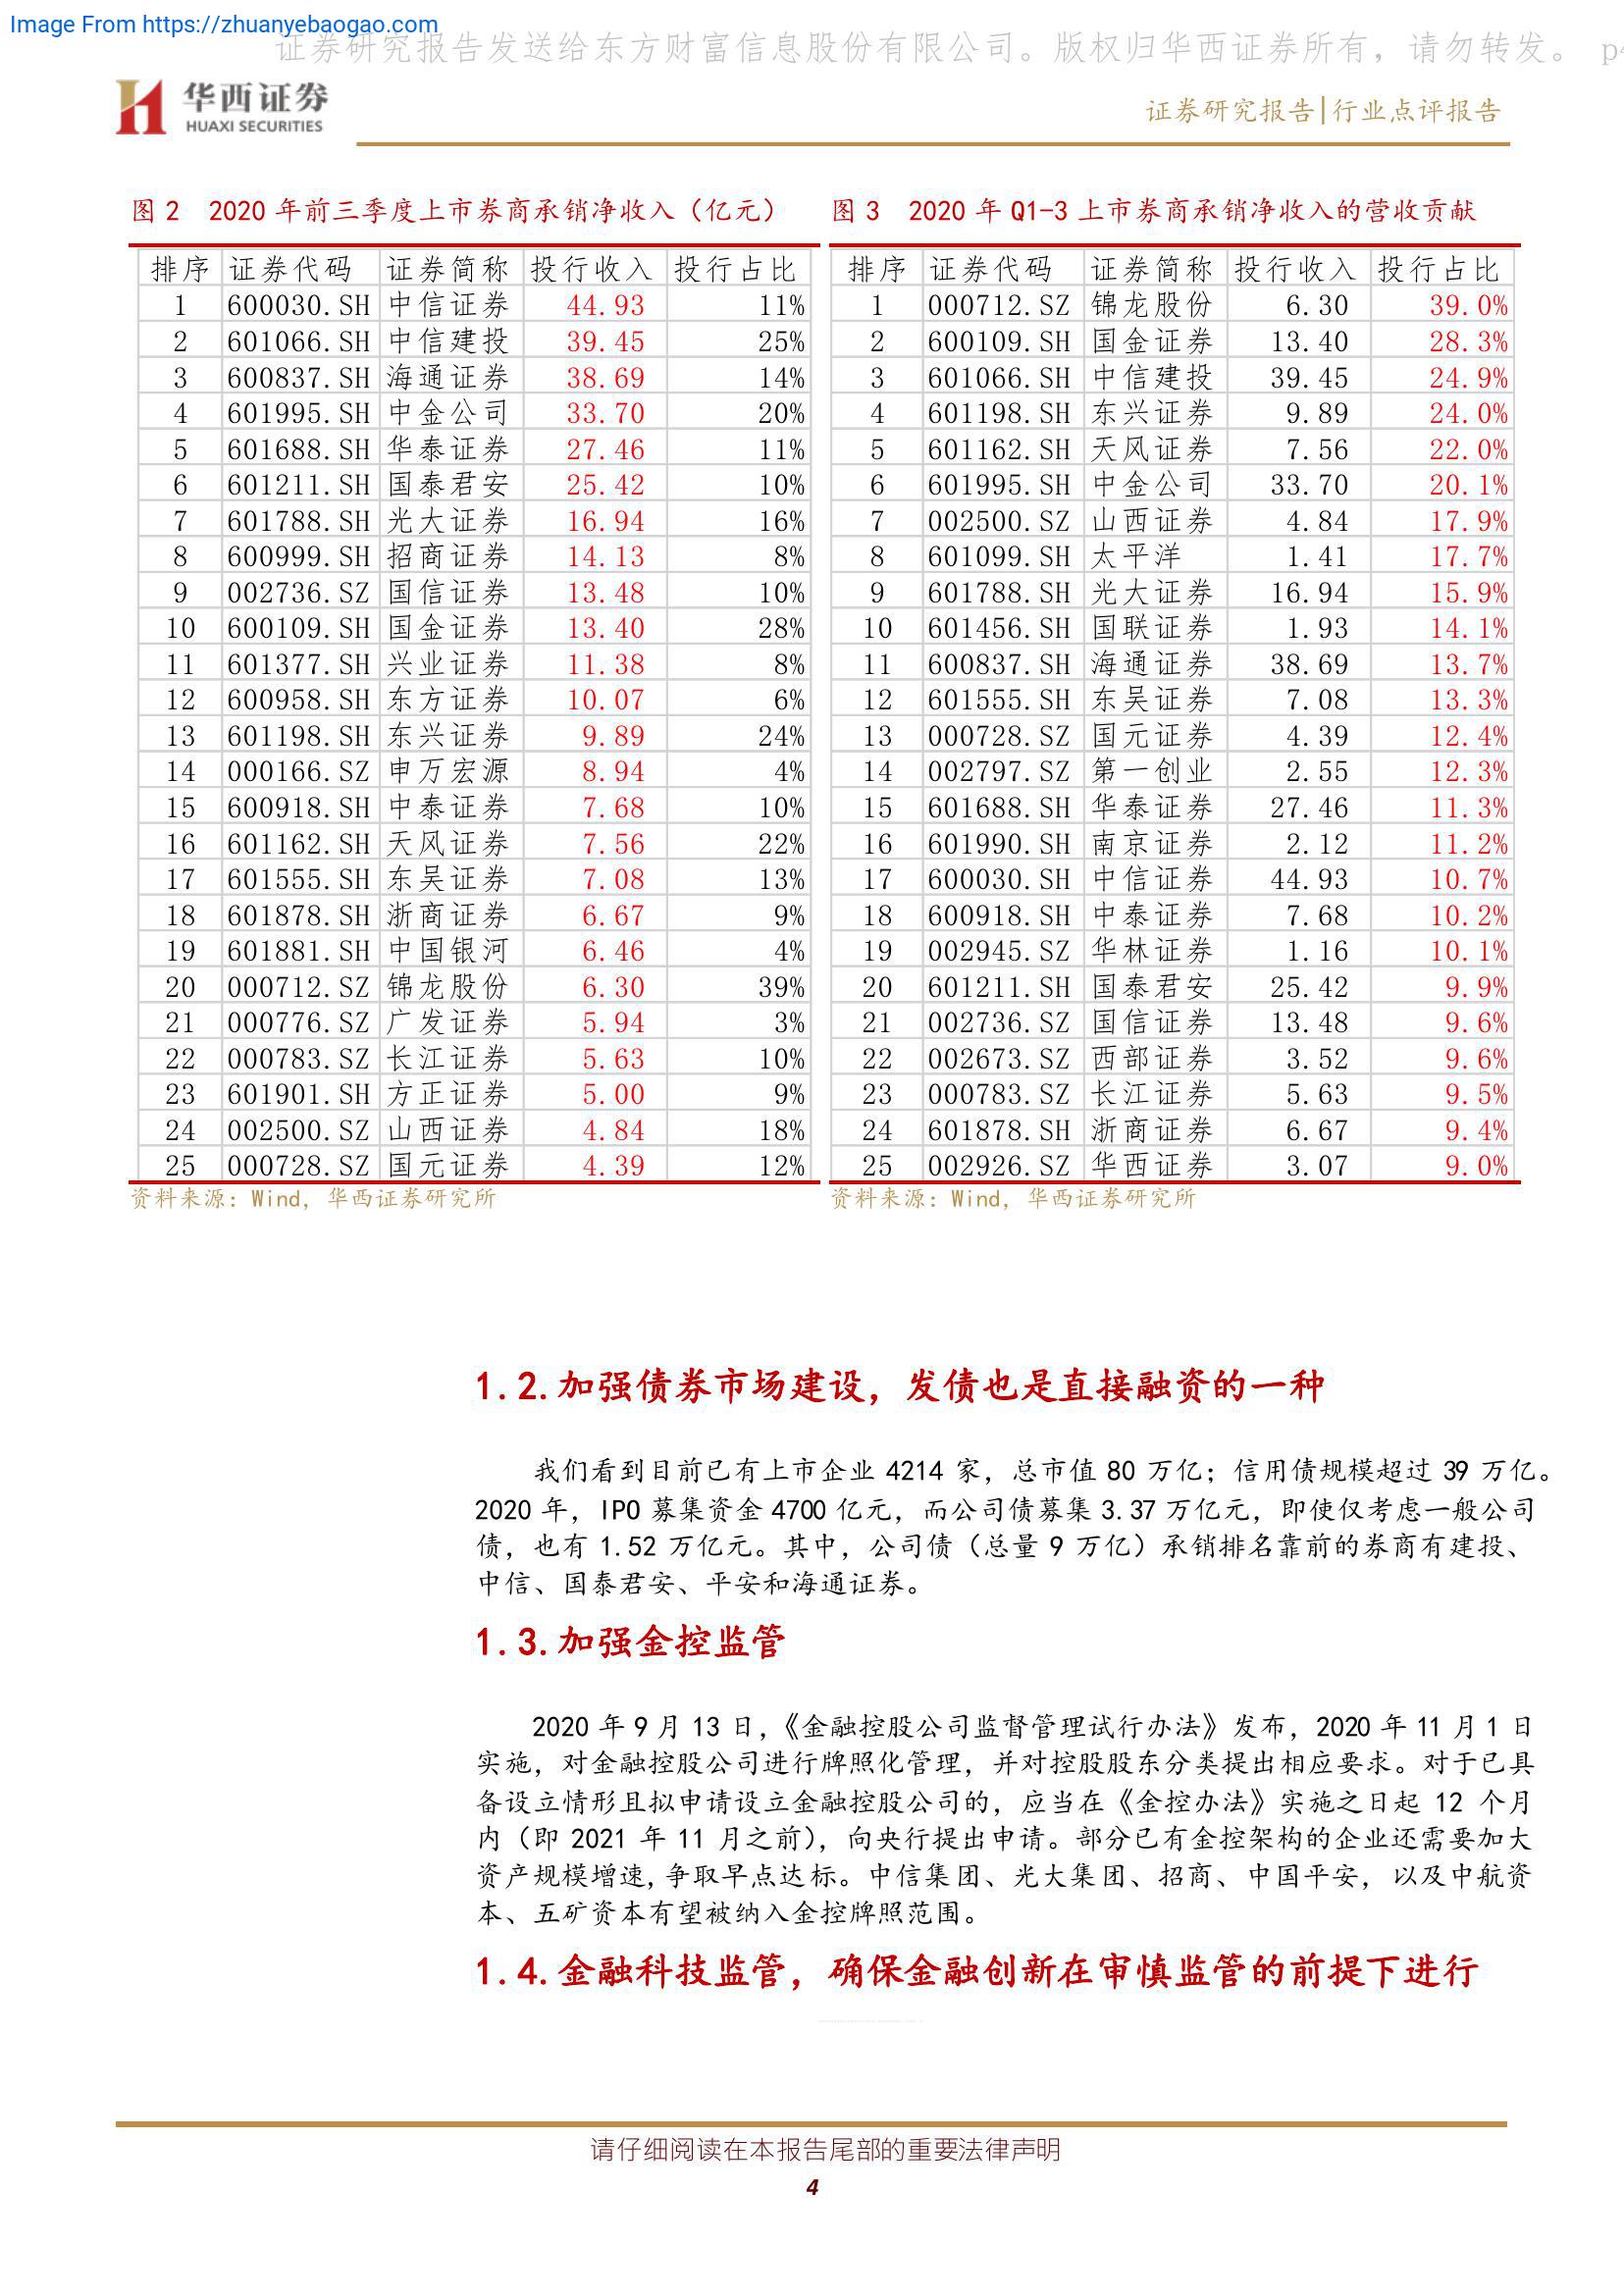 Image From https://zhuanyebaogao.com
证券研究报告发送给东方财富信息股份有限公司。版权归华西证券所有，请勿转发。 p4
华西证券
HUAXI SECURITIES
证券研究报告|行业点评报告
图 2 2020 年前三季度上市券商承销净收入（亿元）
排序 证券代码 证券简称 投行收入 投行占比
1 600030.SH 中信证券 44.93 11%
2 601066.SH 中信建投 39.45 25%
3 600837.SH 海通证券 38.69 14%
4 601995.SH 中金公司 33.70 20%
5 601688.SH 华泰证券 27.46 11%
6 601211.SH 国泰君安 25.42 10%
7 601788.SH 光大证券 16.94 16%
8 600999.SH 招商证券 14.13 8%
9 002736.SZ 国信证券 13.48 10%
10 600109.SH 国金证券 13.40 28%
11 601377.SH 兴业证券 11.38 8%
12 600958.SH 东方证券 10.07 6%
13 601198.SH 东兴证券 9.89 24%
14 000166.SZ 申万宏源 8.94 4%
15 600918.SH 中泰证券 7.68 10%
16 601162.SH 天风证券 7.56 22%
17 601555.SH 东吴证券 7.08 13%
18 601878.SH 浙商证券 6.67 9%
19 601881.SH 中国银河 6.46 4%
20 000712.SZ 锦龙股份 6.30 39%
21 000776.SZ 广发证券 5.94 3%
22 000783.SZ 长江证券 5.63 10%
23 601901.SH 方正证券 5.00 9%
24 002500.SZ 山西证券 4.84 18%
25 000728.SZ 国元证券 4.39 12%
资料来源：Wind，华西证券研究所
图 3 2020 年 Q1-3 上市券商承销净收入的营收贡献
排序 证券代码 证券简称 投行收入 投行占比
1 000712.SZ 锦龙股份 6.30 39.0%
2 600109.SH 国金证券 13.40 28.3%
3 601066.SH 中信建投 39.45 24.9%
4 601198.SH 东兴证券 9.89 24.0%
5 601162.SH 天风证券 7.56 22.0%
6 601995.SH 中金公司 33.70 20.1%
7 002500.SZ 山西证券 4.84 17.9%
8 601099.SH 太平洋 1.41 17.7%
9 601788.SH 光大证券 16.94 15.9%
10 601456.SH 国联证券 1.93 14.1%
11 600837.SH 海通证券 38.69 13.7%
12 601555.SH 东吴证券 7.08 13.3%
13 000728.SZ 国元证券 4.39 12.4%
14 002797.SZ 第一创业 2.55 12.3%
15 601688.SH 华泰证券 27.46 11.3%
16 601990.SH 南京证券 2.12 11.2%
17 600030.SH 中信证券 44.93 10.7%
18 600918.SH 中泰证券 7.68 10.2%
19 002945.SZ 华林证券 1.16 10.1%
20 601211.SH 国泰君安 25.42 9.9%
21 002736.SZ 国信证券 13.48 9.6%
22 002673.SZ 西部证券 3.52 9.6%
23 000783.SZ 长江证券 5.63 9.5%
24 601878.SH 浙商证券 6.67 9.4%
25 002926.SZ 华西证券 3.07 9.0%
资料来源：Wind，华西证券研究所
1.2.加强债券市场建设，发债也是直接融资的一种
我们看到目前已有上市企业 4214 家，总市值 80 万亿；信用债规模超过 39 万亿。
2020 年，IPO 募集资金 4700 亿元，而公司债募集 3.37 万亿元，即使仅考虑一般公司
债，也有 1.52 万亿元。其中，公司债（总量 9 万亿）承销排名靠前的券商有建投、
中信、国泰君安、平安和海通证券。
1.3.加强金控监管
2020 年 9 月 13 日，《金融控股公司监督管理试行办法》发布，2020 年 11 月 1 日
实施，对金融控股公司进行牌照化管理，并对控股股东分类提出相应要求。对于已具
备设立情形且拟申请设立金融控股公司的，应当在《金控办法》实施之日起 12 个月
内（即 2021 年 11 月之前），向央行提出申请。部分已有金控架构的企业还需要加大
资产规模增速,争取早点达标。中信集团、光大集团、招商、中国平安，以及中航资
本、五矿资本有望被纳入金控牌照范围。
1.4.金融科技监管，确保金融创新在审慎监管的前提下进行
请仔细阅读在本报告尾部的重要法律声明
4